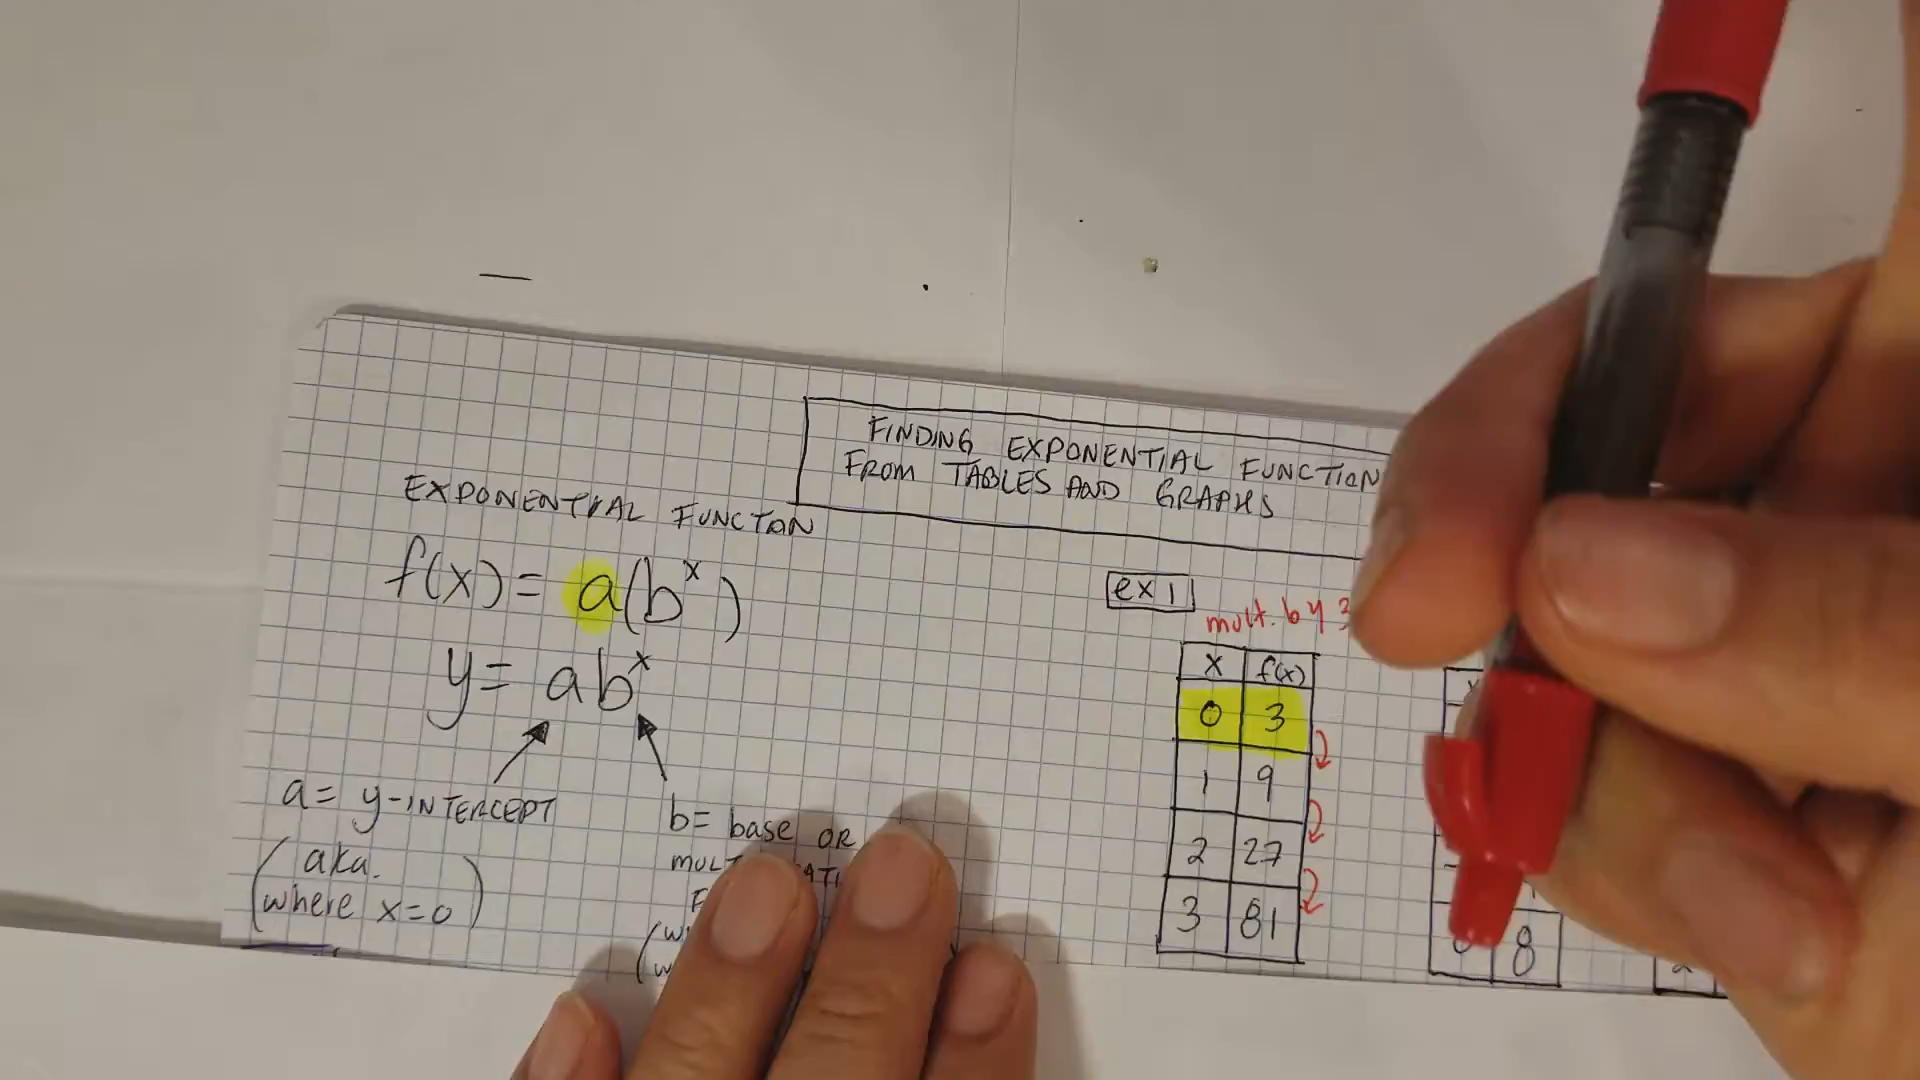 FINDING EXPONENTIAL FUNCTION
FROM TABLES AND GRAPHS
EXPONENTIAL FUNCTON
f(x) = a(b^x)
y = ab^x
a = y-INTERCEPT
(aka.
where x=0)
b = base OR
ex 1
mult. by 3
x f(x)
0 3
1 9
2 27
3 81
8